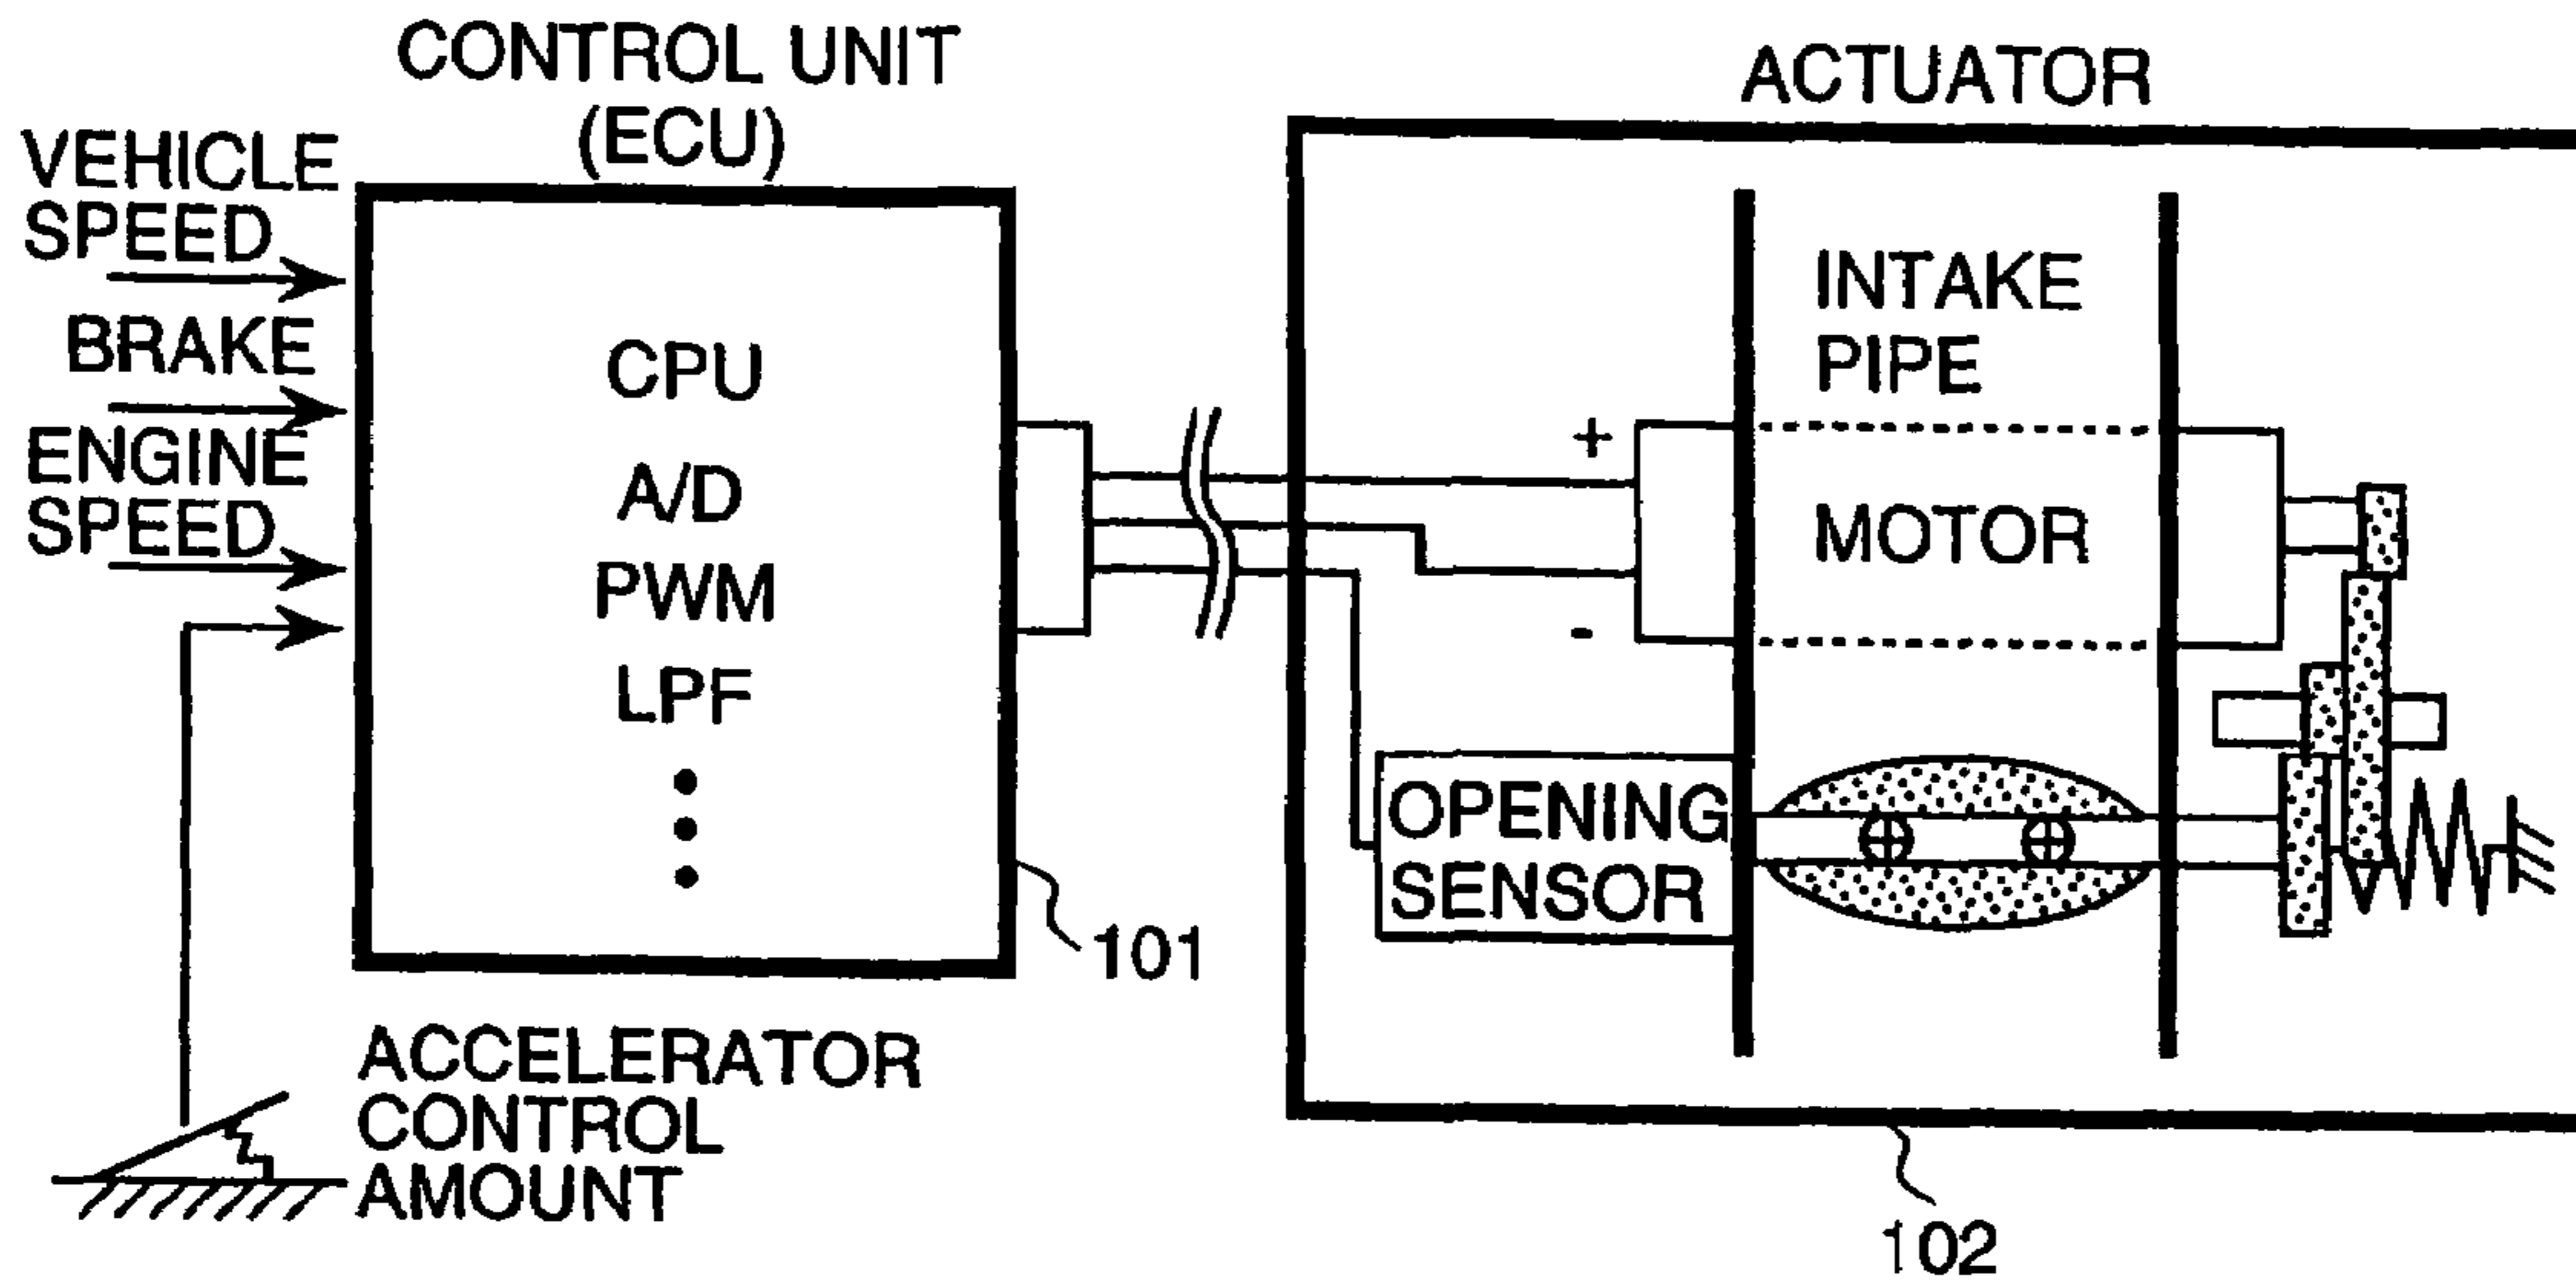 CONTROL UNIT
(ECU)
VEHICLE
SPEED
BRAKE
ENGINE
SPEED
CPU
A/D
PWM
LPF
101
ACCELERATOR
CONTROL
AMOUNT
ACTUATOR
INTAKE
PIPE
+
MOTOR
-
OPENING
SENSOR
102